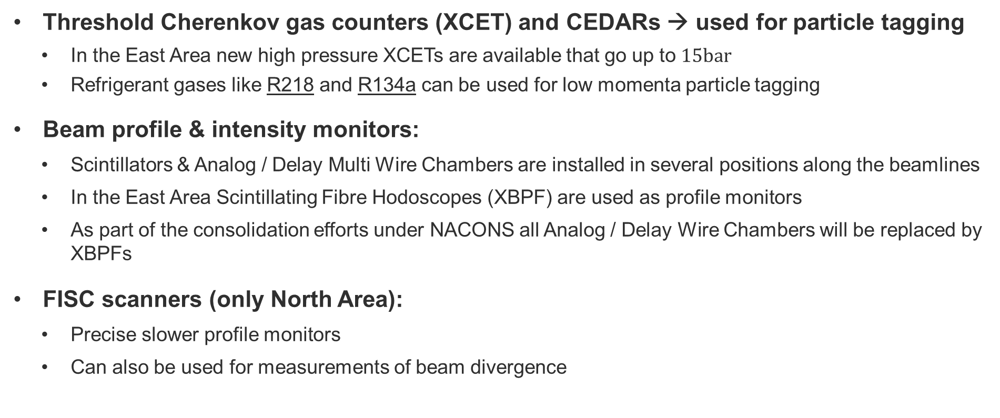 • Threshold Cherenkov gas counters (XCET) and CEDARs → used for particle tagging
• In the East Area new high pressure XCETs are available that go up to 15bar
• Refrigerant gases like R218 and R134a can be used for low momenta particle tagging
• Beam profile & intensity monitors:
• Scintillators & Analog / Delay Multi Wire Chambers are installed in several positions along the beamlines
• In the East Area Scintillating Fibre Hodoscopes (XBPF) are used as profile monitors
• As part of the consolidation efforts under NACONS all Analog / Delay Wire Chambers will be replaced by
XBPFs
• FISC scanners (only North Area):
• Precise slower profile monitors
• Can also be used for measurements of beam divergence